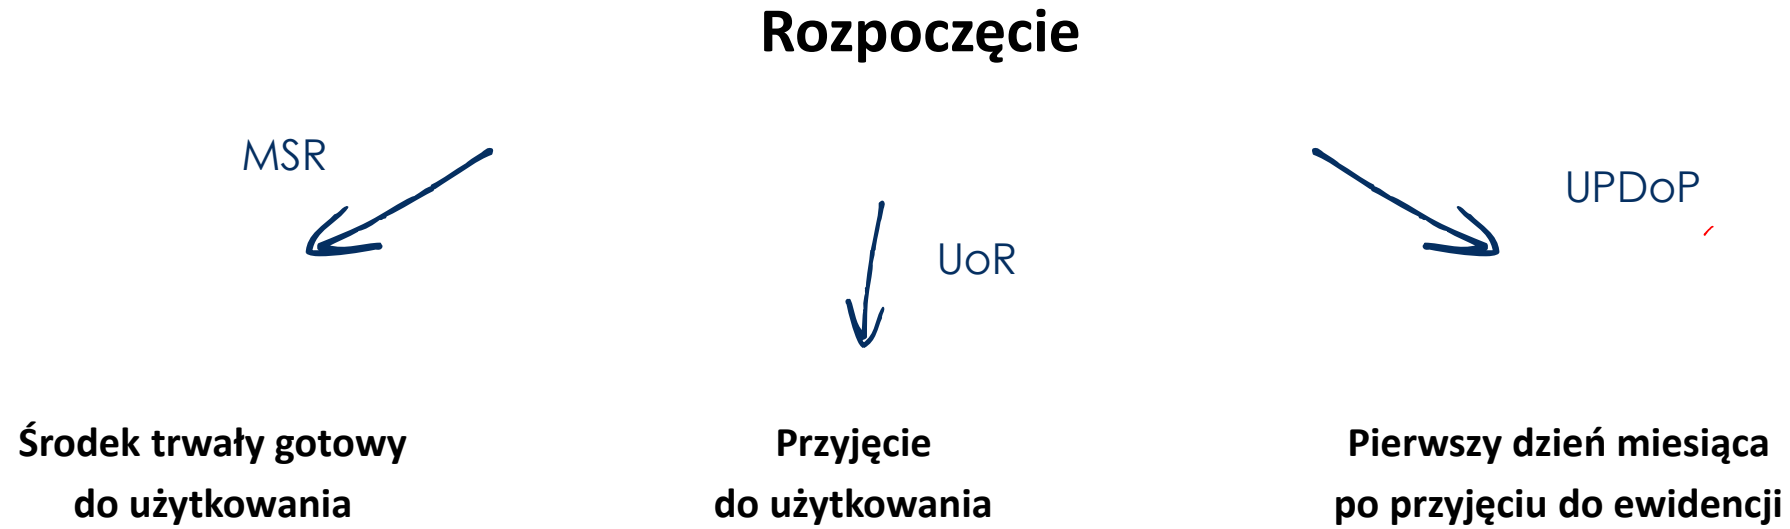 Rozpoczęcie
MSR
UoR
UPDoP
Środek trwały gotowy
do użytkowania
Przyjęcie
do użytkowania
Pierwszy dzień miesiąca
po przyjęciu do ewidencji